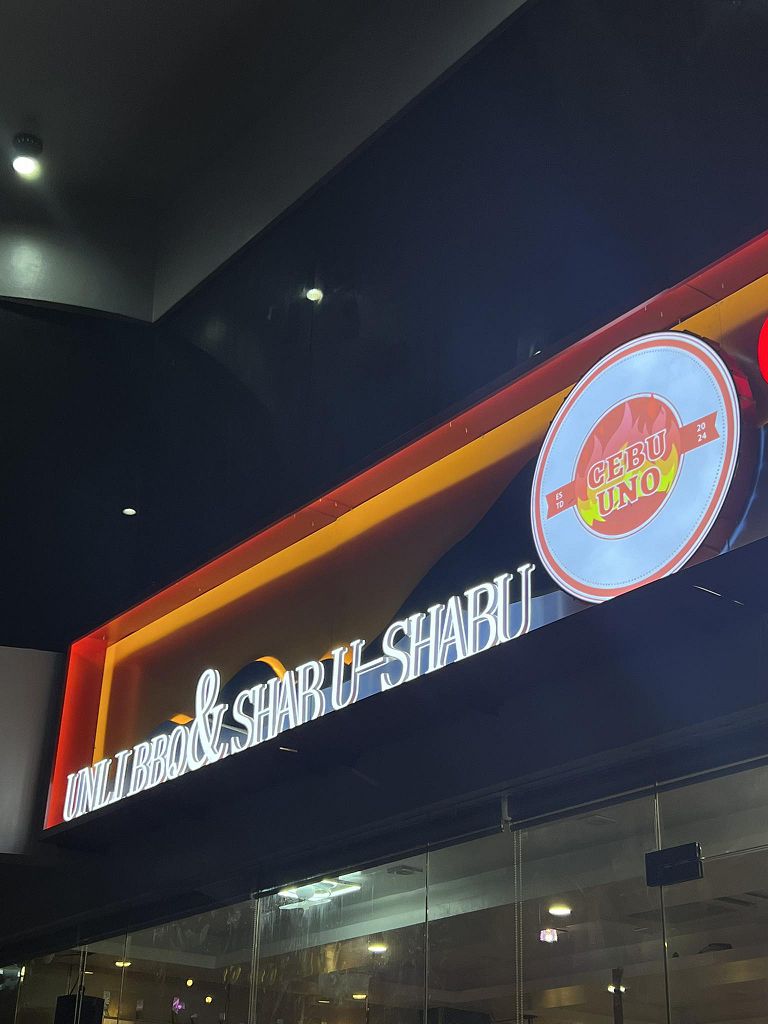 UNLI BBQ & SHABU-SHABU
CEBU
UNO
ES
TD
20
24